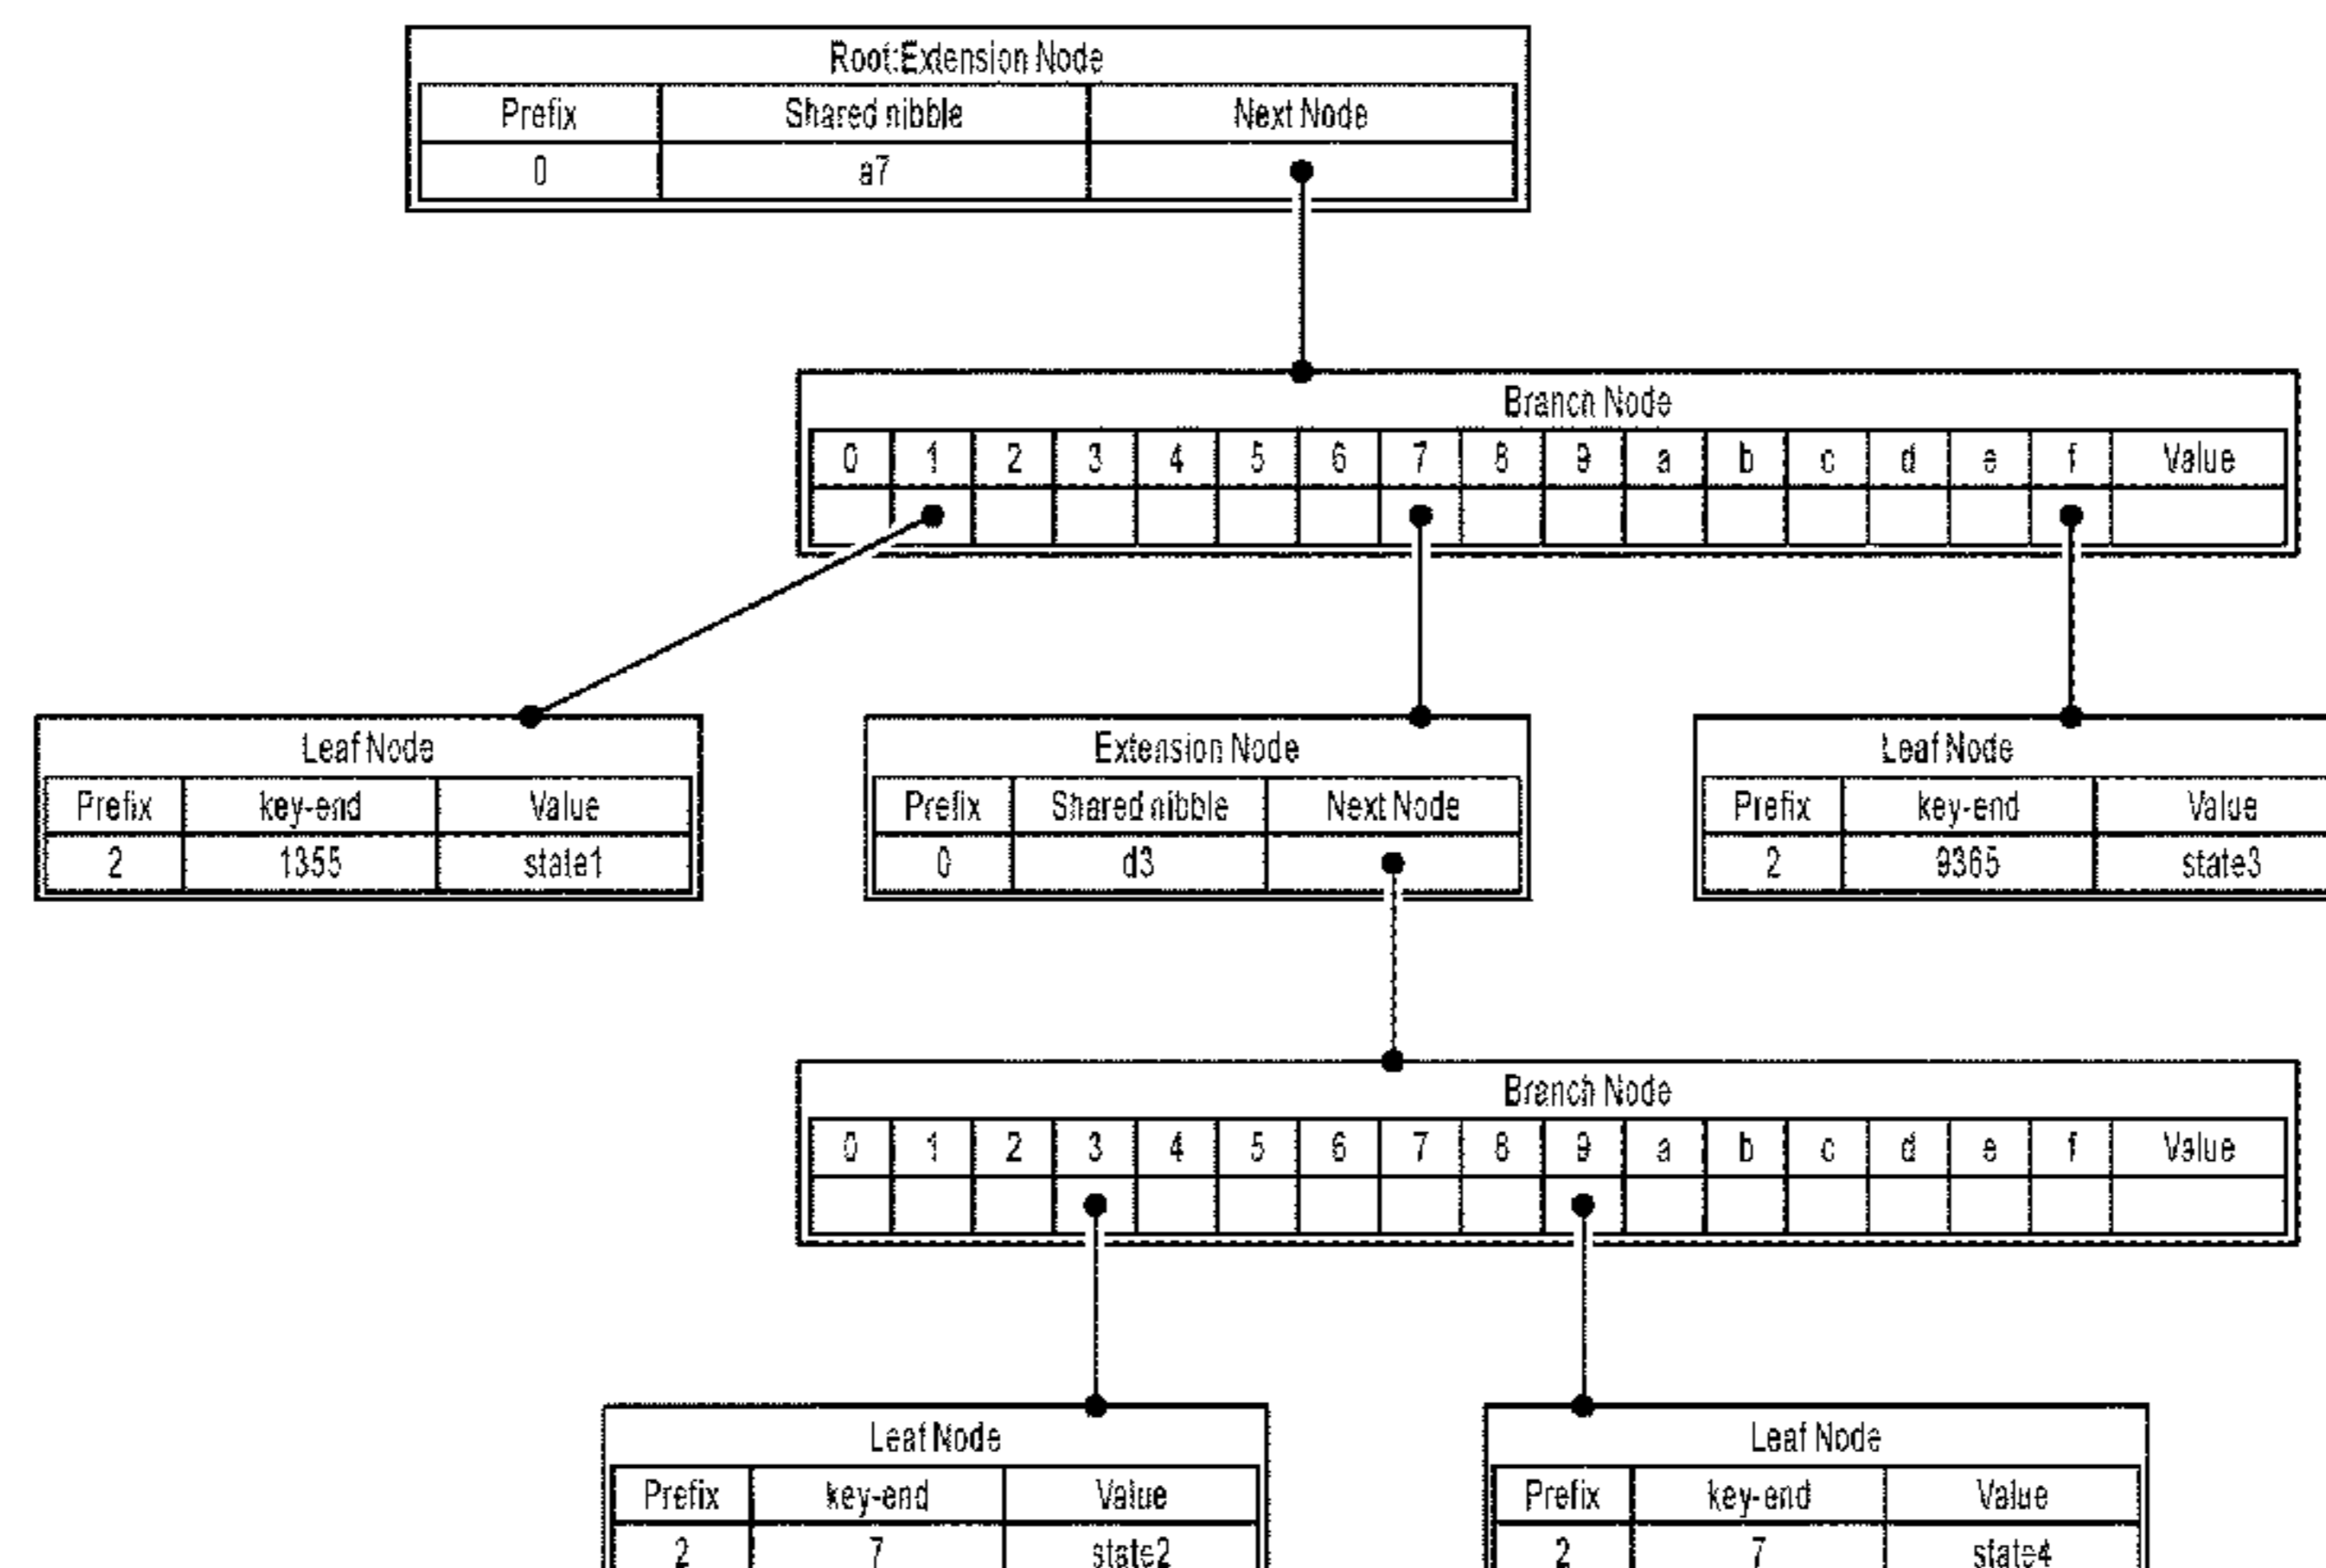 Root:Extension Node
Prefix Shared nibble Next Node
0 a7
Branch Node
0 1 2 3 4 5 6 7 8 9 a b c d e f Value
Leaf Node Extension Node Leaf Node
Prefix key-end Value Prefix Shared nibble Next Node Prefix key-end Value
2 1355 state1 0 d3 2 9365 state3
Branch Node
0 1 2 3 4 5 6 7 8 9 a b c d e f Value
Leaf Node Leaf Node
Prefix key-end Value Prefix key-end Value
2 7 state2 2 7 state4